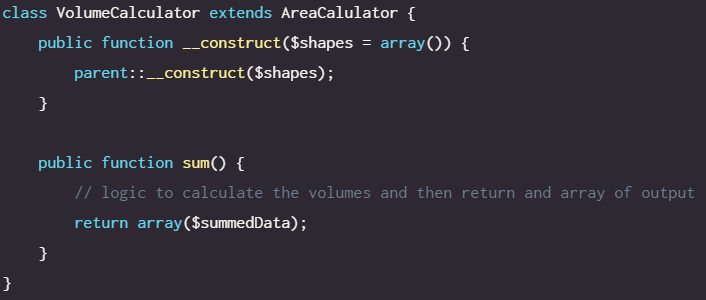 class VolumeCalculator extends AreaCalulator {
    public function __construct($shapes = array()) {
        parent::__construct($shapes);
    }

    public function sum() {
        // logic to calculate the volumes and then return and array of output
        return array($summedData);
    }
}